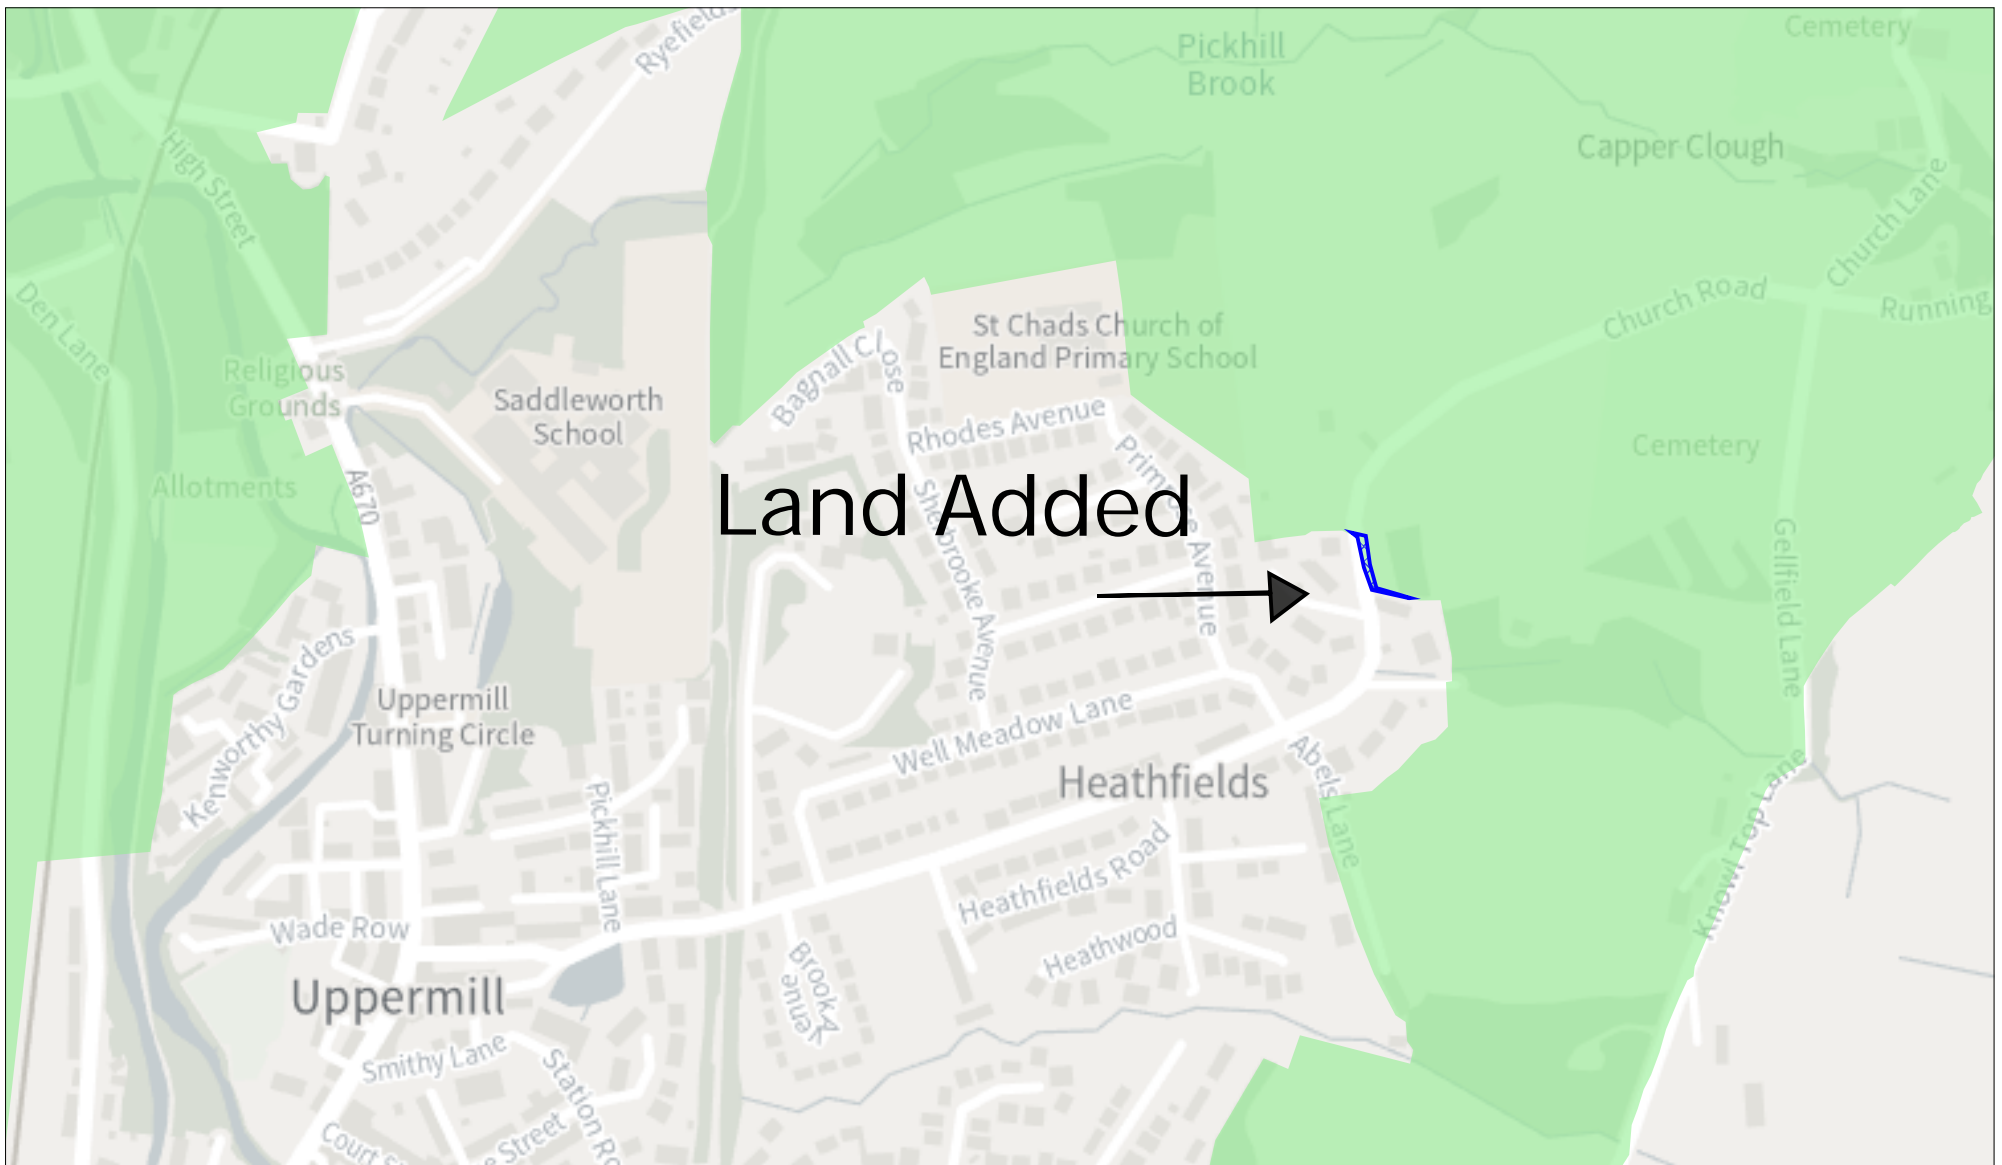 Ryefields
Pickhill
Brook
Cemetery
Capper Clough
High Street
Church Lane
Den Lane
Church Road
Running
St Chads Church of
England Primary School
Religious
Grounds
Bagnall Close
Saddleworth
School
Rhodes Avenue
Primrose Avenue
Cemetery
Allotments
A670
Land Added
Sherbrooke Avenue
Gellfield Lane
Kenworthy Gardens
Uppermill
Turning Circle
Well Meadow Lane
Heathfields
Abels Lane
Pickhill Lane
Knowl Top Lane
Heathfields Road
Wade Row
Heathwood
Brook
Avenue
Uppermill
Smithy Lane
Station Ro
Court S
e Street